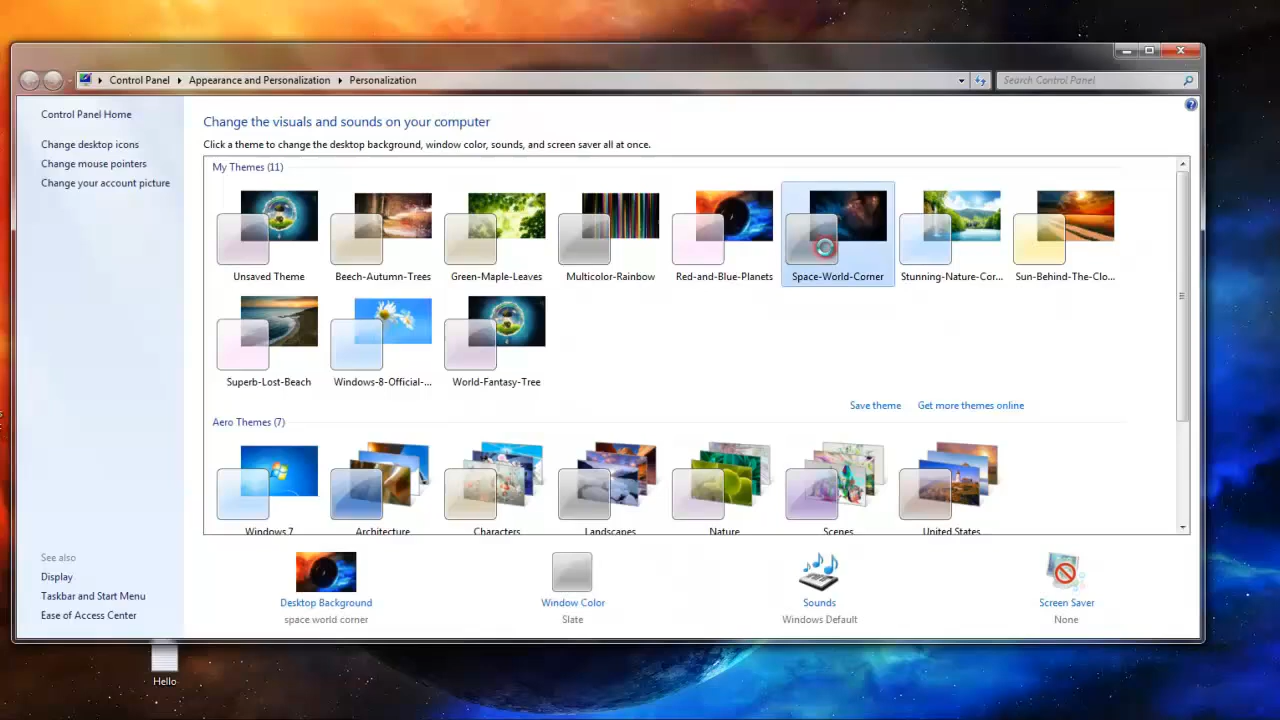 Control Panel
Appearance and Personalization
Personalization
Search Control Panel
Control Panel Home
Change desktop icons
Change mouse pointers
Change your account picture
Change the visuals and sounds on your computer
Click a theme to change the desktop background, window color, sounds, and screen saver all at once.
My Themes (11)
Unsaved Theme
Beech-Autumn-Trees
Green-Maple-Leaves
Multicolor-Rainbow
Red-and-Blue-Planets
Space-World-Corner
Stunning-Nature-Cor...
Sun-Behind-The-Clo...
Superb-Lost-Beach
Windows-8-Official-...
World-Fantasy-Tree
Save theme
Get more themes online
Aero Themes (7)
Windows 7
Architecture
Characters
Landscapes
Nature
Scenes
United States
See also
Display
Taskbar and Start Menu
Ease of Access Center
Desktop Background
space world corner
Window Color
Slate
Sounds
Windows Default
Screen Saver
None
Hello